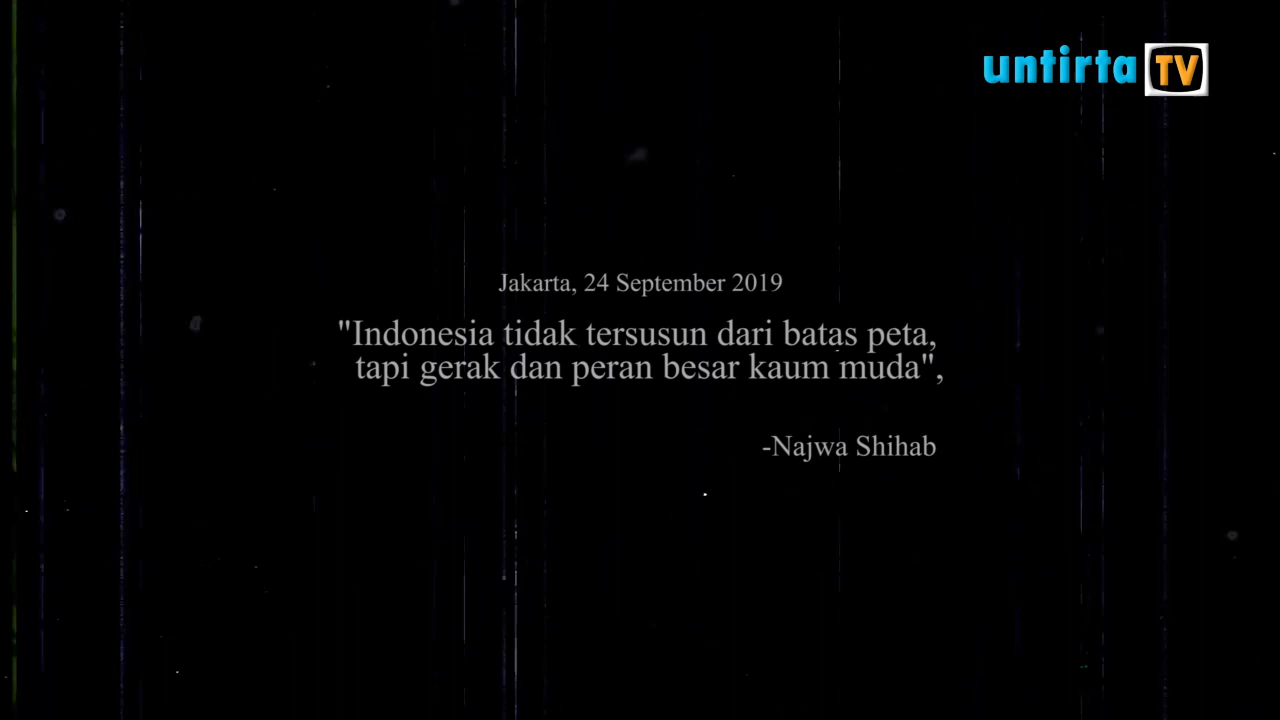 untirta TV
Jakarta, 24 September 2019
"Indonesia tidak tersusun dari batas peta,
tapi gerak dan peran besar kaum muda",
-Najwa Shihab